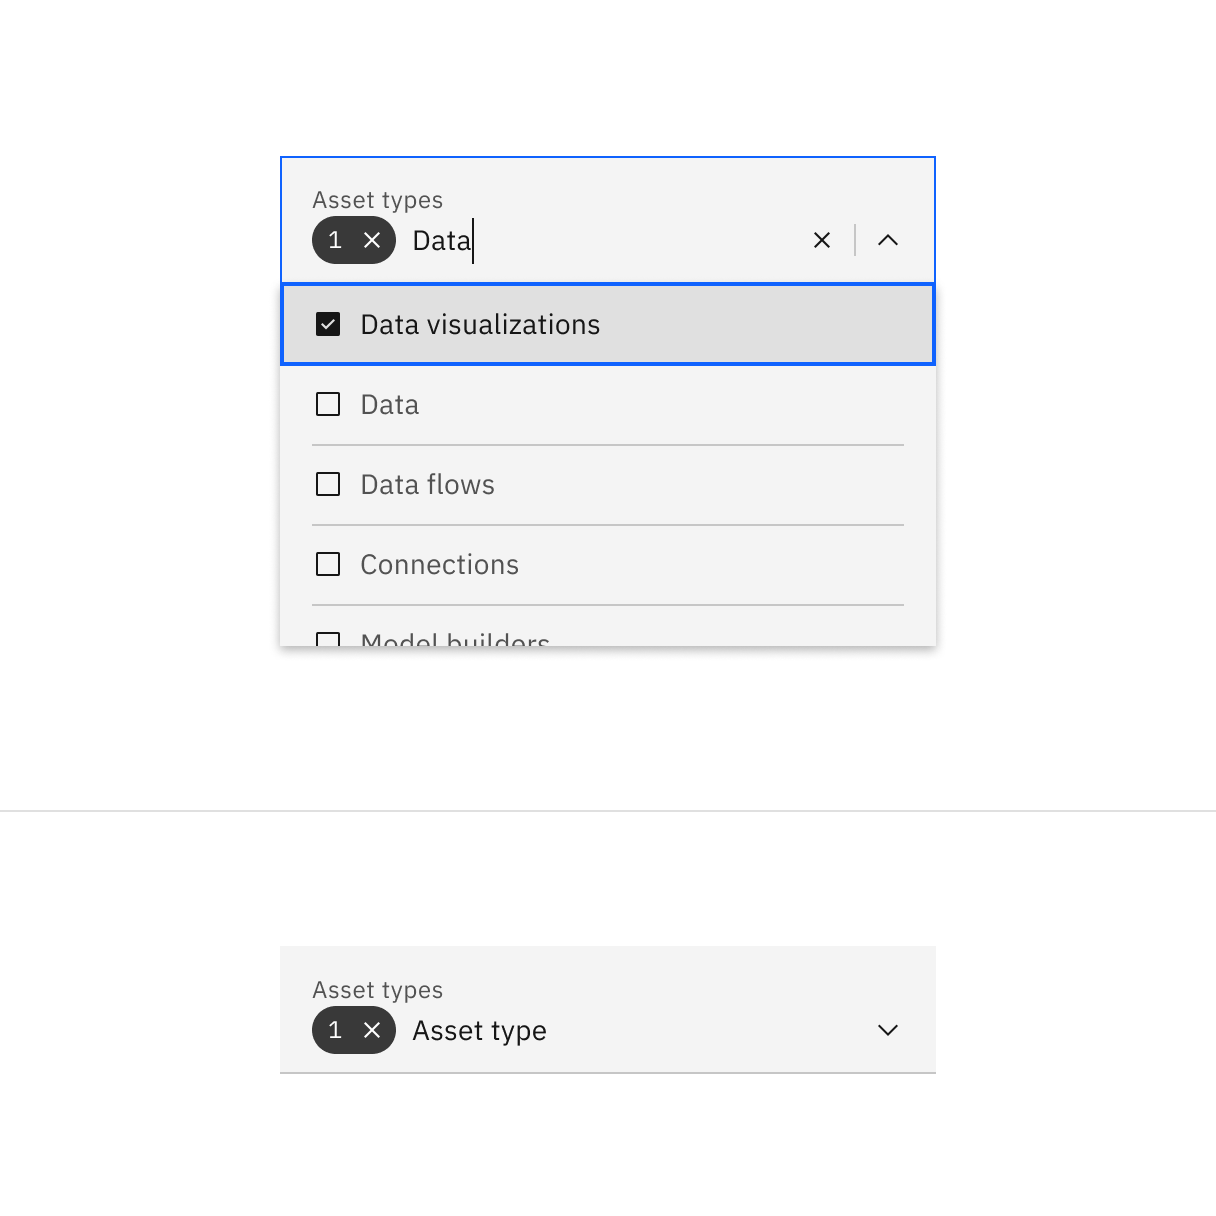 Asset types
1 Data
Data visualizations
Data
Data flows
Connections
Model builders
Asset types
1 Asset type